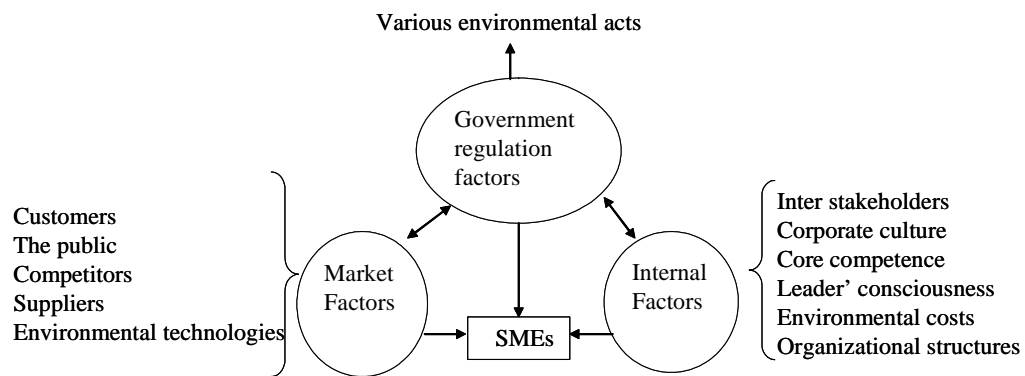 Various environmental acts
Government
regulation
factors
Customers
The public
Competitors
Suppliers
Environmental technologies
Market
Factors
Internal
Factors
Inter stakeholders
Corporate culture
Core competence
Leader' consciousness
Environmental costs
Organizational structures
SMEs